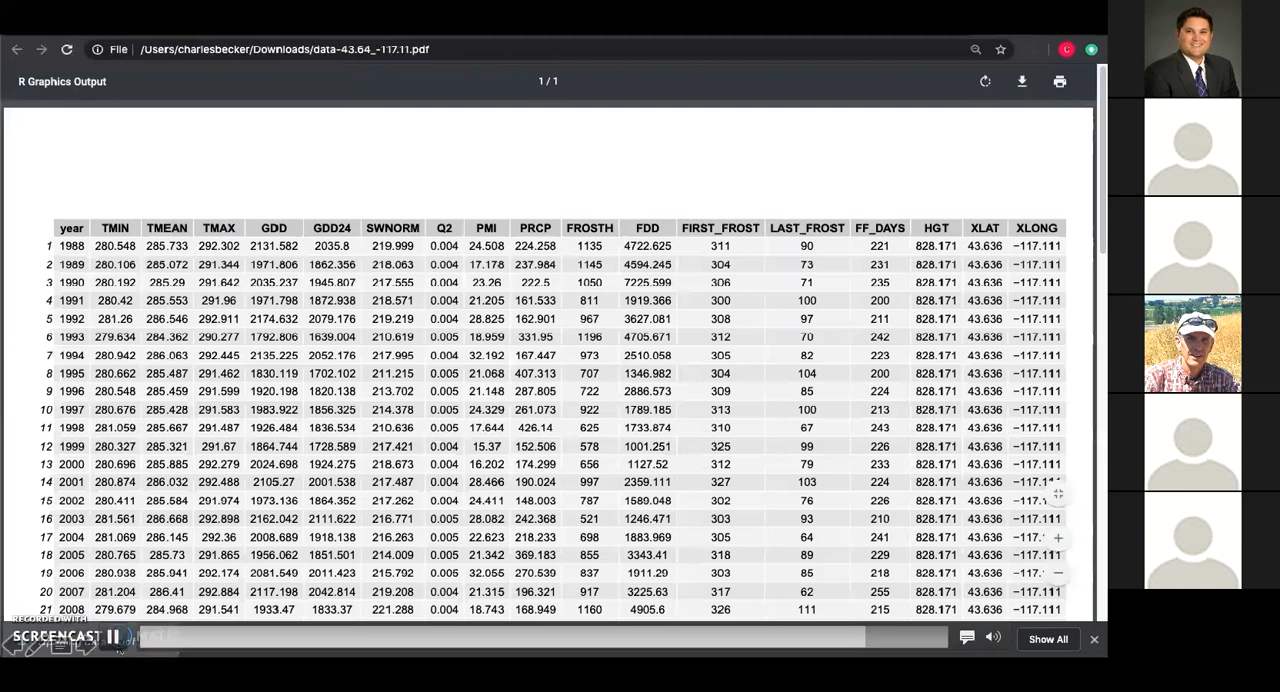 File | /Users/charlesbecker/Downloads/data-43.64_-117.11.pdf
R Graphics Output 1 / 1
year TMIN TMEAN TMAX GDD GDD24 SWNORM Q2 PMI PRCP FROSTH FDD FIRST_FROST LAST_FROST FF_DAYS HGT XLAT XLONG
1 1988 280.548 285.733 292.302 2131.582 2035.8 219.999 0.004 24.508 224.258 1135 4722.625 311 90 221 828.171 43.636 −117.111
2 1989 280.106 285.072 291.344 1971.806 1862.356 218.063 0.004 17.178 237.984 1145 4594.245 304 73 231 828.171 43.636 −117.111
3 1990 280.192 285.29 291.642 2035.237 1945.807 217.555 0.004 23.26 222.5 1050 7225.599 306 71 235 828.171 43.636 −117.111
4 1991 280.42 285.553 291.96 1971.798 1872.938 218.571 0.004 21.205 161.533 811 1919.366 300 100 200 828.171 43.636 −117.111
5 1992 281.26 286.546 292.911 2174.632 2079.176 219.219 0.004 28.625 162.901 967 3627.081 308 97 211 828.171 43.636 −117.111
6 1993 279.634 284.362 290.277 1792.806 1639.004 210.619 0.005 18.959 331.95 1196 4705.671 312 70 242 828.171 43.636 −117.111
7 1994 280.942 286.063 292.445 2135.225 2052.176 217.995 0.004 32.192 167.447 973 2510.058 305 82 223 828.171 43.636 −117.111
8 1995 280.662 285.487 291.462 1830.119 1702.102 211.215 0.005 21.068 407.313 707 1346.982 304 104 200 828.171 43.636 −117.111
9 1996 280.548 285.459 291.599 1920.198 1820.138 213.702 0.004 21.148 287.805 722 2886.573 309 85 224 828.171 43.636 −117.111
10 1997 280.676 285.428 291.583 1983.922 1856.325 214.378 0.005 24.329 261.073 922 1789.185 313 100 213 828.171 43.636 −117.111
11 1998 281.059 285.667 291.487 1926.484 1836.534 210.636 0.005 17.644 426.14 625 1733.874 310 67 243 828.171 43.636 −117.111
12 1999 280.327 285.321 291.67 1864.744 1728.589 217.421 0.004 15.37 152.506 578 1001.251 325 99 226 828.171 43.636 −117.111
13 2000 280.696 285.885 292.279 2024.698 1924.275 218.673 0.004 16.202 174.299 656 1127.52 312 79 233 828.171 43.636 −117.111
14 2001 280.874 286.032 292.488 2105.27 2001.538 217.487 0.004 28.466 190.024 997 2359.111 327 103 224 828.171 43.636 −117.111
15 2002 280.411 285.584 291.974 1973.136 1864.352 217.262 0.004 24.411 148.003 787 1589.048 302 76 226 828.171 43.636 −117.
16 2003 281.561 286.668 292.898 2162.042 2111.622 216.771 0.005 28.082 242.368 521 1246.471 303 93 210 828.171 43.636 −117.111
17 2004 281.069 286.145 292.36 2008.689 1918.138 216.263 0.005 22.623 218.233 698 1883.969 305 64 241 828.171 43.636 −117.
18 2005 280.765 285.73 291.865 1956.062 1851.501 214.009 0.005 21.342 369.183 855 3343.41 318 89 229 828.171 43.636 −117.111
19 2006 280.938 285.941 292.174 2081.549 2011.423 215.792 0.005 32.055 270.539 837 1911.29 303 85 218 828.171 43.636 −117.
20 2007 281.204 286.41 292.884 2117.198 2042.814 219.208 0.004 21.315 196.321 917 3225.63 317 62 255 828.171 43.636 −117.111
21 2008 279.679 284.968 291.541 1933.47 1833.37 221.288 0.004 18.743 168.949 1160 4905.6 326 111 215 828.171 43.636 −117.111
RECORDED WITH
SCREENCAST
Show All